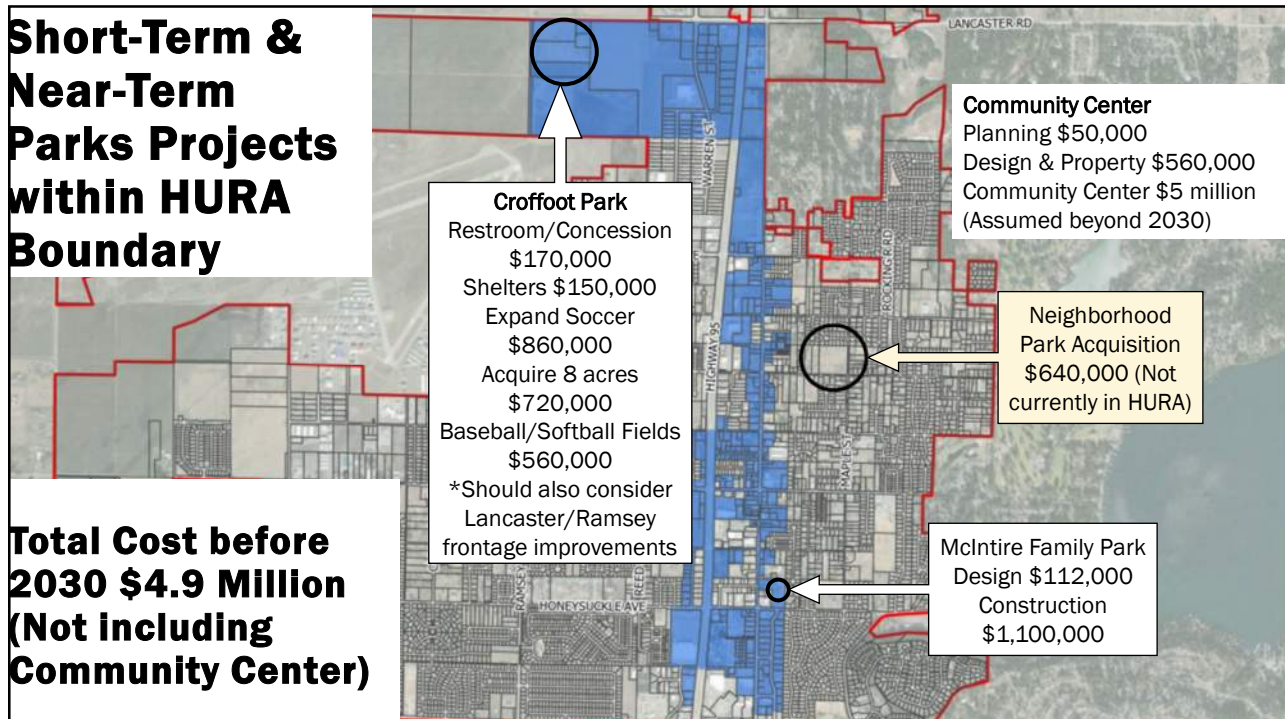 Short-Term &
Near-Term
Parks Projects
within HURA
Boundary
LANCASTER RD
Community Center
Planning $50,000
Design & Property $560,000
Community Center $5 million
(Assumed beyond 2030)
WARREN ST
Croffoot Park
Restroom/Concession
$170,000
Shelters $150,000
Expand Soccer
$860,000
Acquire 8 acres
$720,000
Baseball/Softball Fields
$560,000
*Should also consider
Lancaster/Ramsey
frontage improvements
ROCKING R RD
HIGHWAY 95
Neighborhood
Park Acquisition
$640,000 (Not
currently in HURA)
MAPLE ST
Total Cost before
2030 $4.9 Million
(Not including
Community Center)
McIntire Family Park
Design $112,000
Construction
$1,100,000
RAMSEY
REED
HONEYSUCKLE AVE